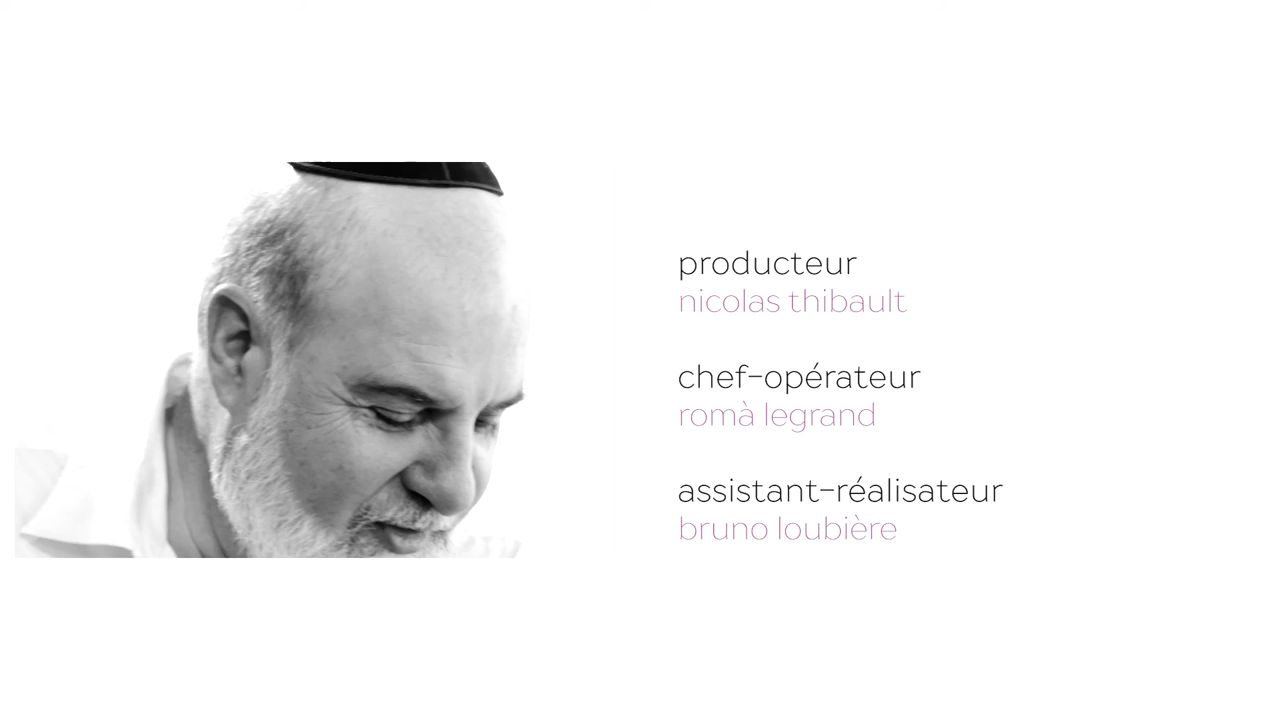 producteur
nicolas thibault
chef-opérateur
romà legrand
assistant-réalisateur
bruno loubière